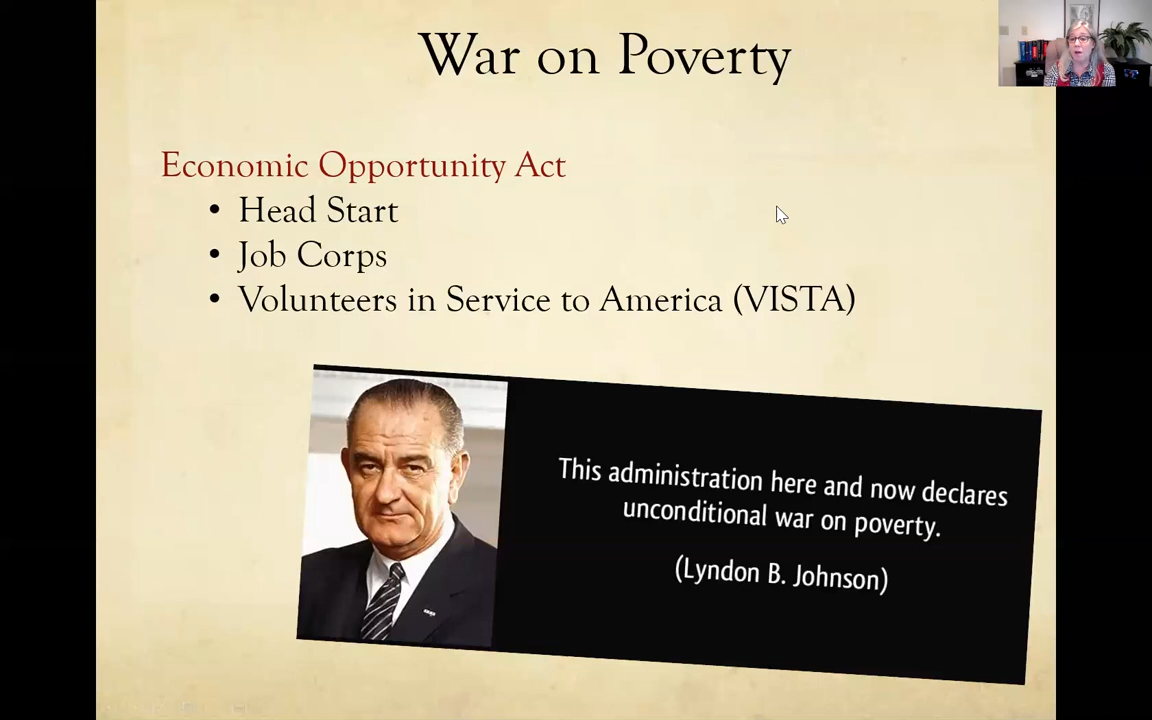 War on Poverty
Economic Opportunity Act
• Head Start
• Job Corps
• Volunteers in Service to America (VISTA)
This administration here and now declares
unconditional war on poverty.
(Lyndon B. Johnson)